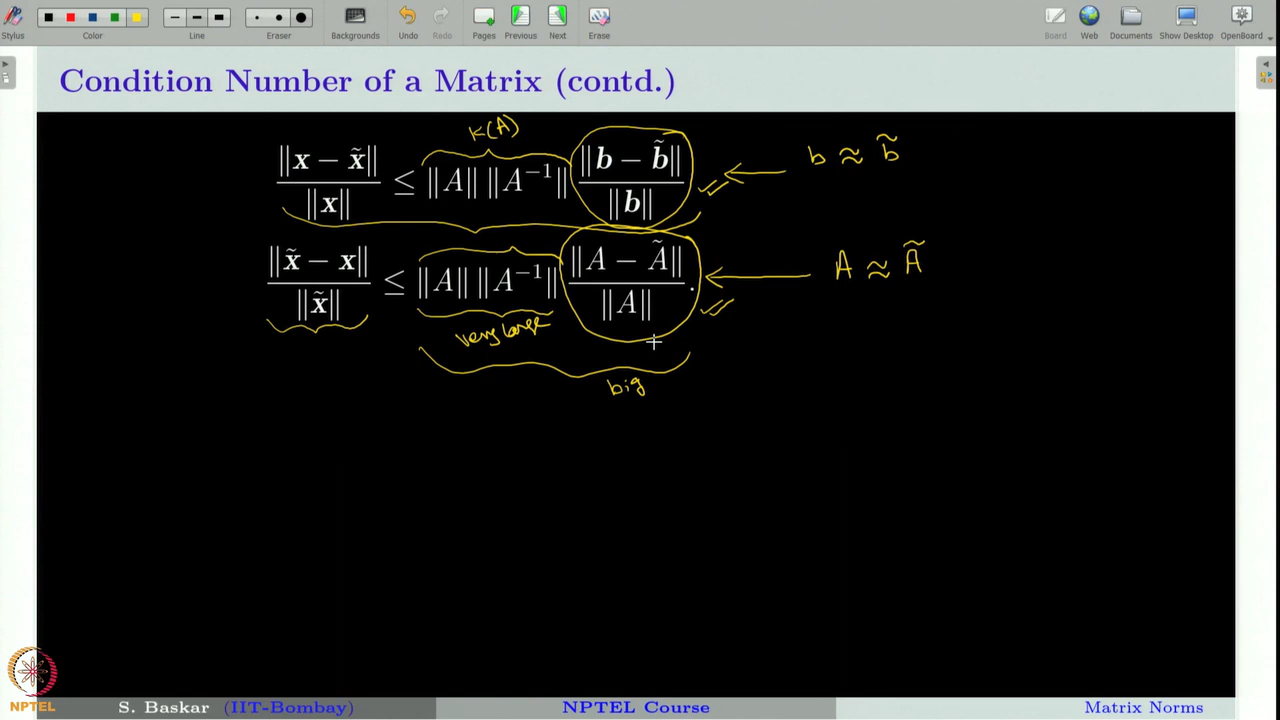 Stylus Color Line Eraser Backgrounds Undo Redo Pages Previous Next Erase Board Web Documents Show Desktop OpenBoard
Condition Number of a Matrix (contd.)
K(A)
‖x − x̃‖ / ‖x‖ ≤ ‖A‖ ‖A⁻¹‖ ‖b − b̃‖ / ‖b‖ ← b ≈ b̃
‖x̃ − x‖ / ‖x̃‖ ≤ ‖A‖ ‖A⁻¹‖ ‖A − Ã‖ / ‖A‖. ← A ≈ Ã
very large
big
NPTEL
S. Baskar (IIT-Bombay) NPTEL Course Matrix Norms